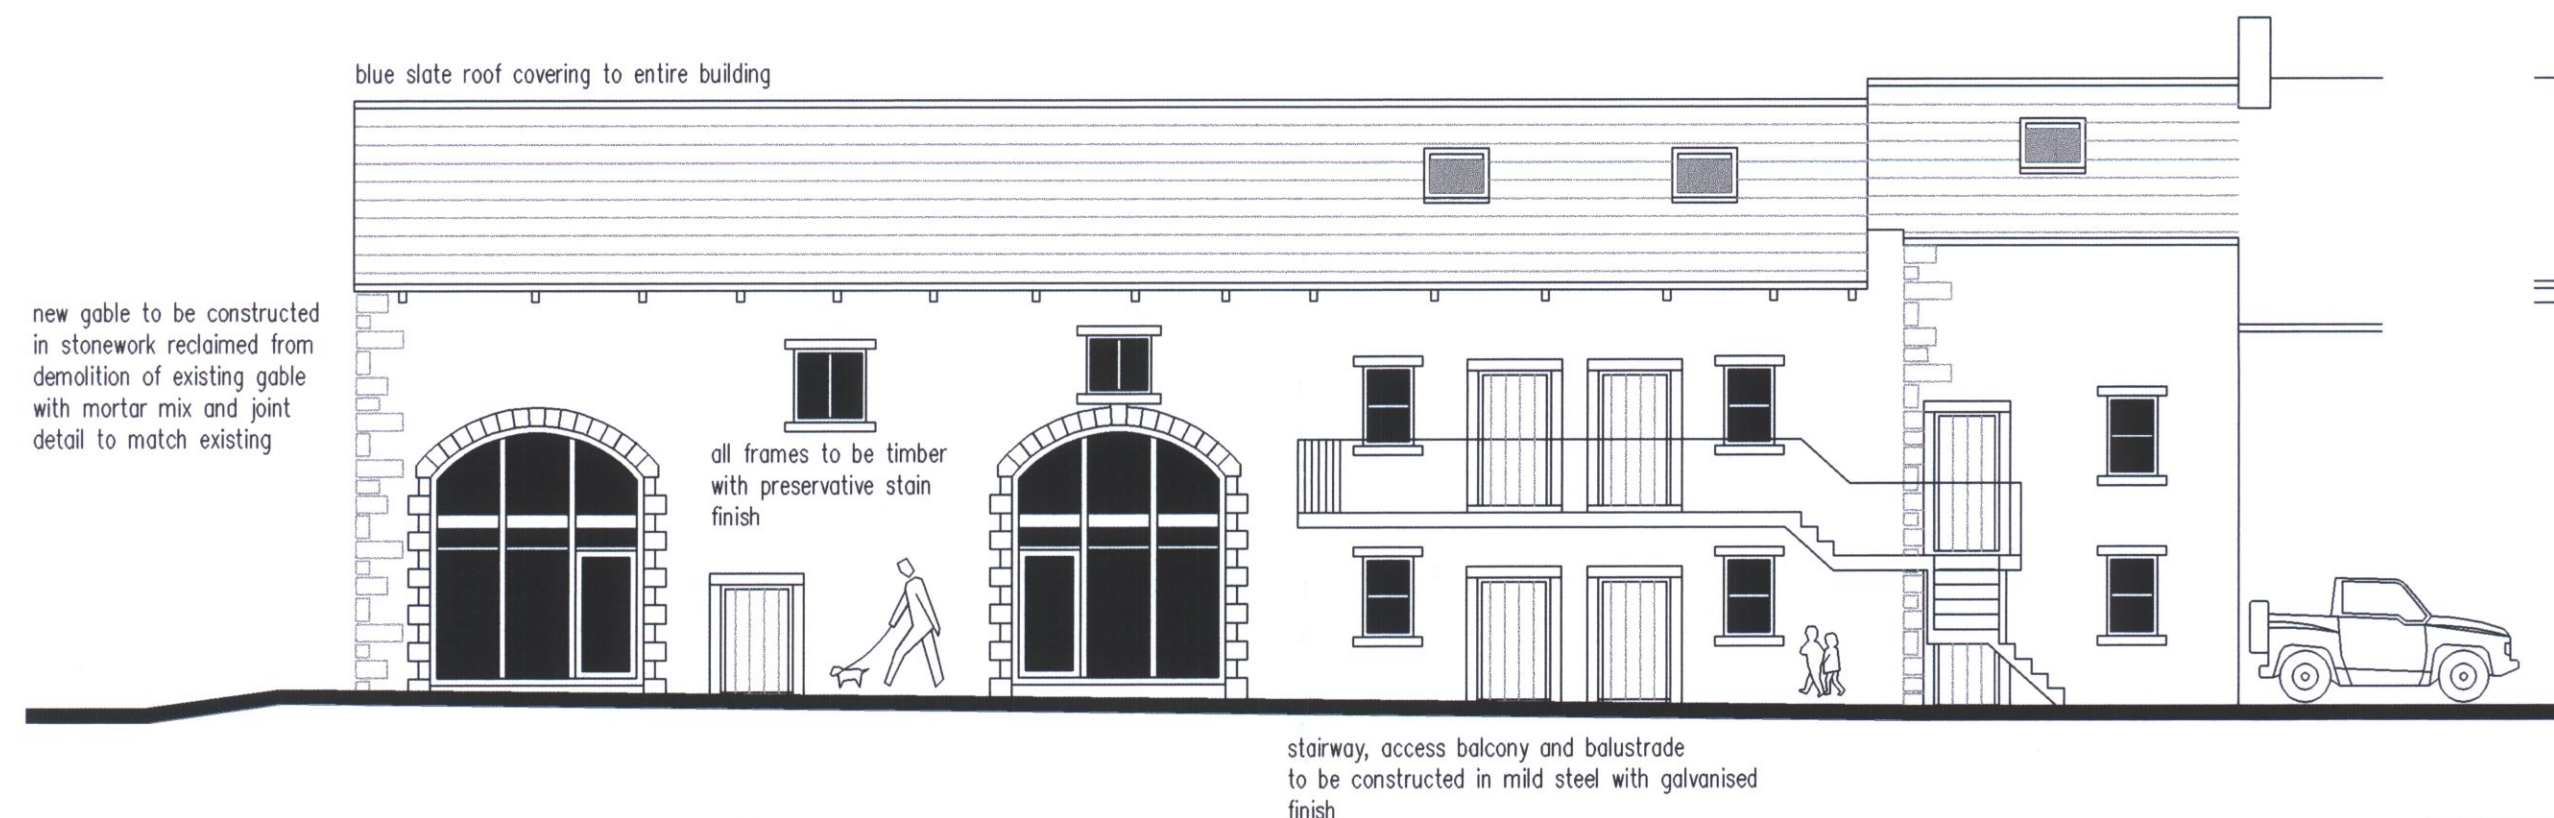 blue slate roof covering to entire building
new gable to be constructed
in stonework reclaimed from
demolition of existing gable
with mortar mix and joint
detail to match existing
all frames to be timber
with preservative stain
finish
stairway, access balcony and balustrade
to be constructed in mild steel with galvanised
finish